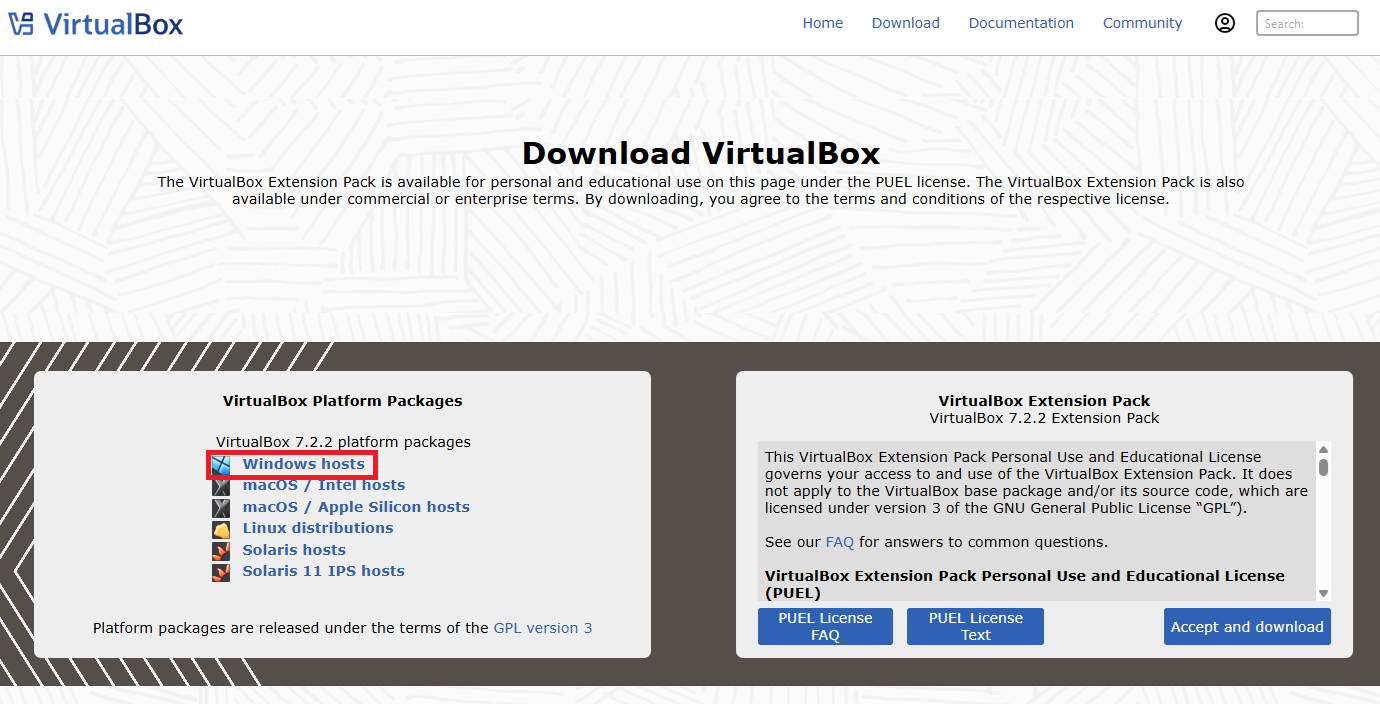 VirtualBox
Home
Download
Documentation
Community
Search:
Download VirtualBox
The VirtualBox Extension Pack is available for personal and educational use on this page under the PUEL license. The VirtualBox Extension Pack is also
available under commercial or enterprise terms. By downloading, you agree to the terms and conditions of the respective license.
VirtualBox Platform Packages
VirtualBox 7.2.2 platform packages
Windows hosts
macOS / Intel hosts
macOS / Apple Silicon hosts
Linux distributions
Solaris hosts
Solaris 11 IPS hosts
Platform packages are released under the terms of the GPL version 3
VirtualBox Extension Pack
VirtualBox 7.2.2 Extension Pack
This VirtualBox Extension Pack Personal Use and Educational License
governs your access to and use of the VirtualBox Extension Pack. It does
not apply to the VirtualBox base package and/or its source code, which are
licensed under version 3 of the GNU General Public License “GPL”).
See our FAQ for answers to common questions.
VirtualBox Extension Pack Personal Use and Educational License
(PUEL)
PUEL License
FAQ
PUEL License
Text
Accept and download